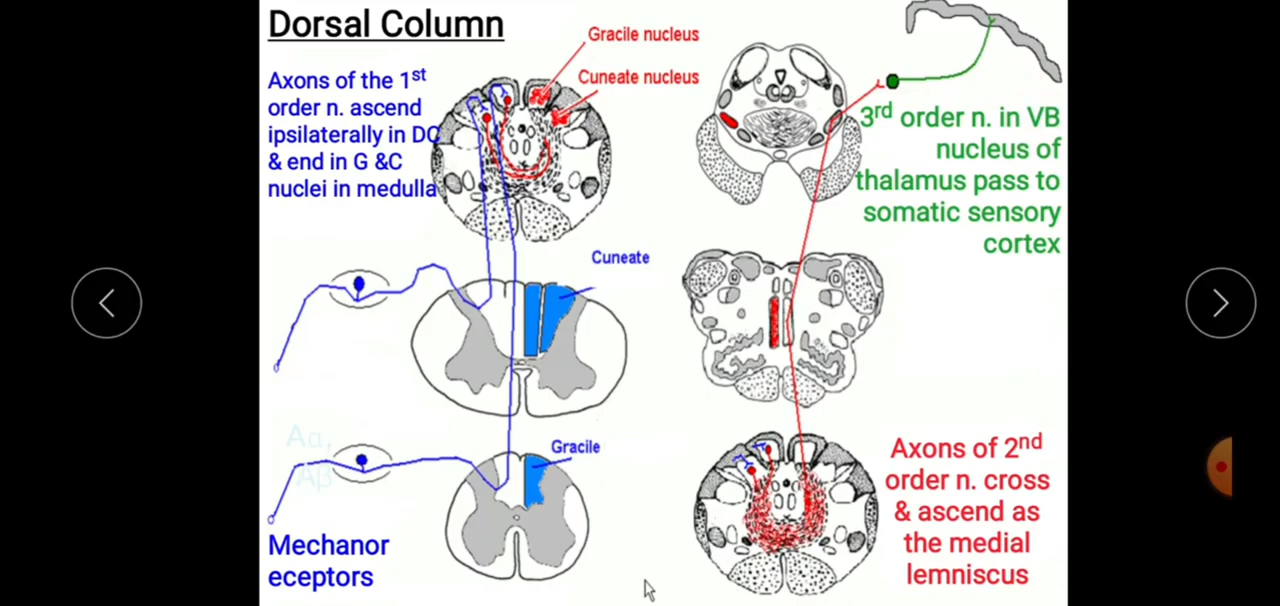 Dorsal Column
Axons of the 1st
order n. ascend
ipsilaterally in DC
& end in G &C
nuclei in medulla
Gracile nucleus
Cuneate nucleus
3rd order n. in VB
nucleus of
thalamus pass to
somatic sensory
cortex
Cuneate
Aα,
Aβ
Gracile
Mechanor
eceptors
Axons of 2nd
order n. cross
& ascend as
the medial
lemniscus